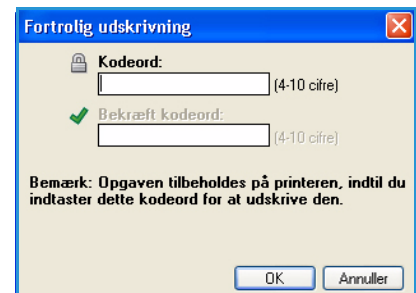 Fortrolig udskrivning
Kodeord:
(4-10 cifre)
Bekræft kodeord:
(4-10 cifre)
Bemærk: Opgaven tilbeholdes på printeren, indtil du
indtaster dette kodeord for at udskrive den.
OK Annuller